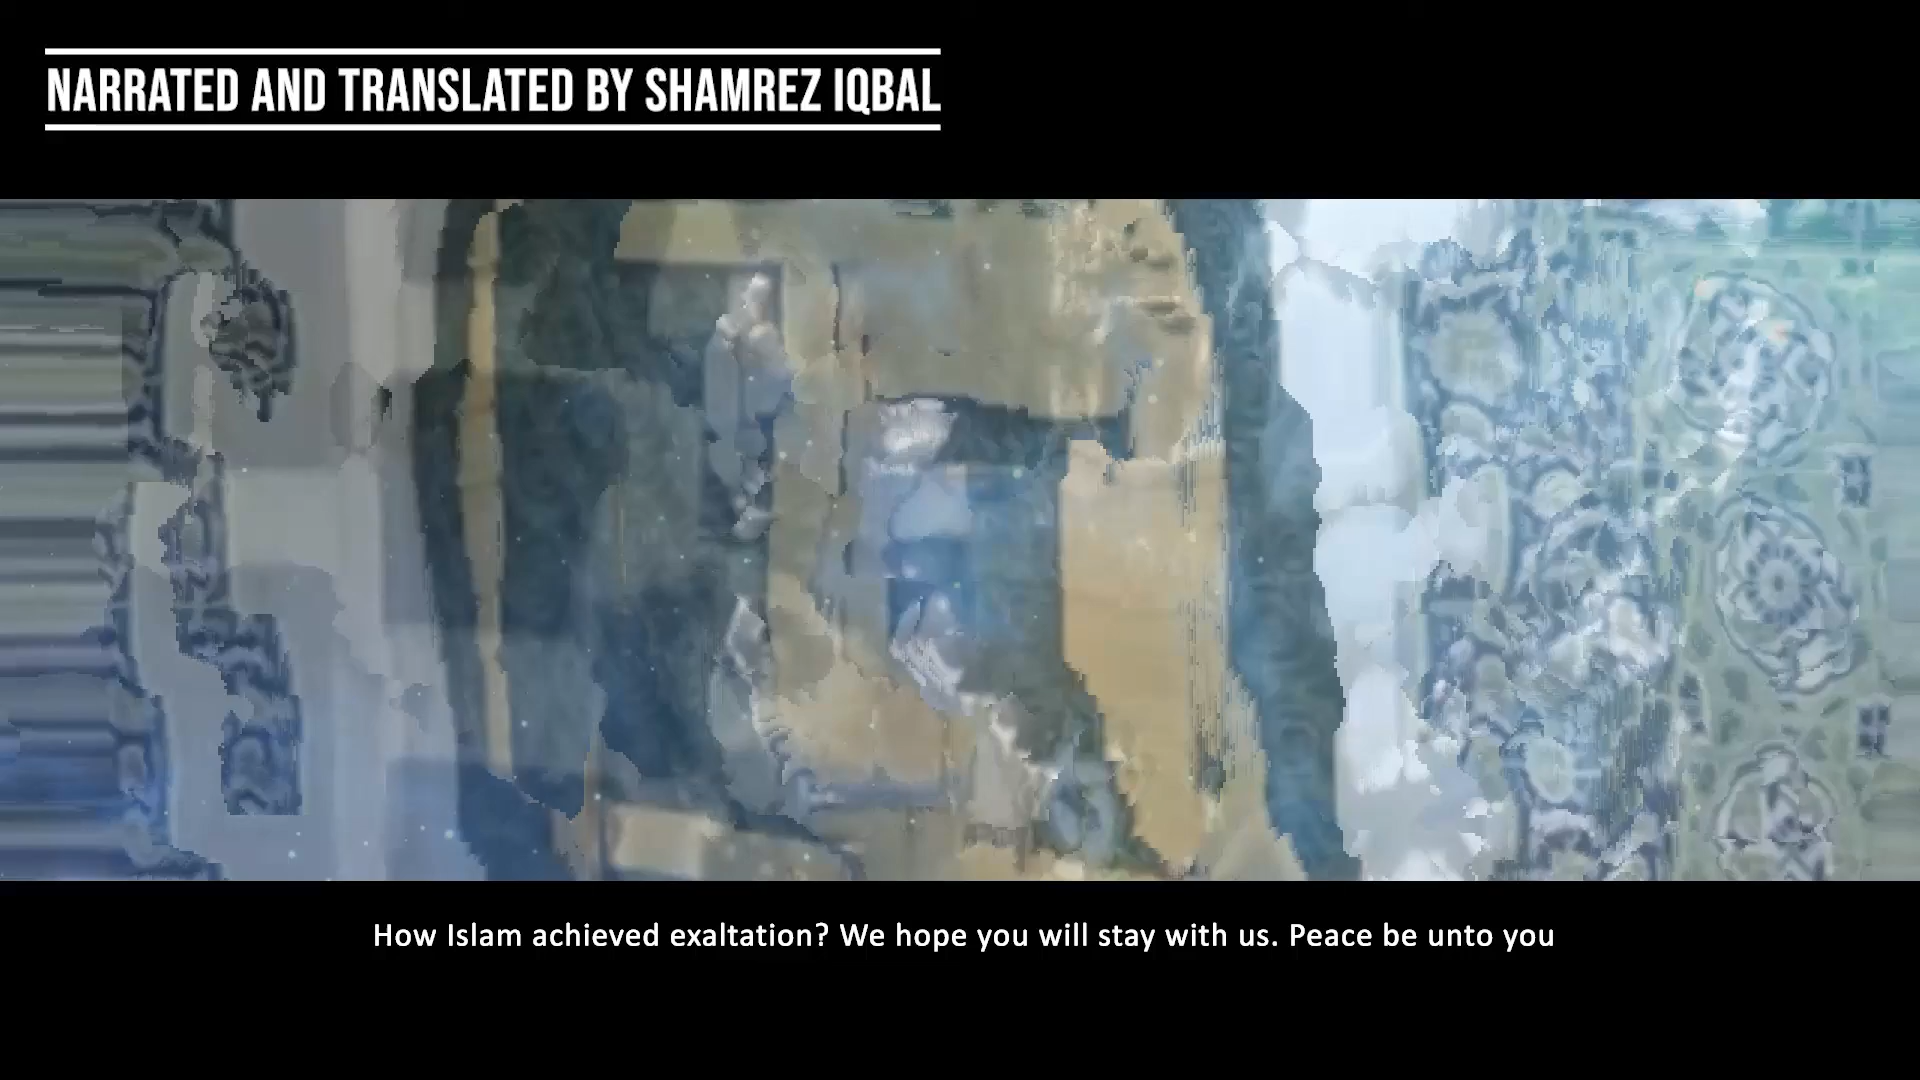 NARRATED AND TRANSLATED BY SHAMREZ IQBAL
How Islam achieved exaltation? We hope you will stay with us. Peace be unto you